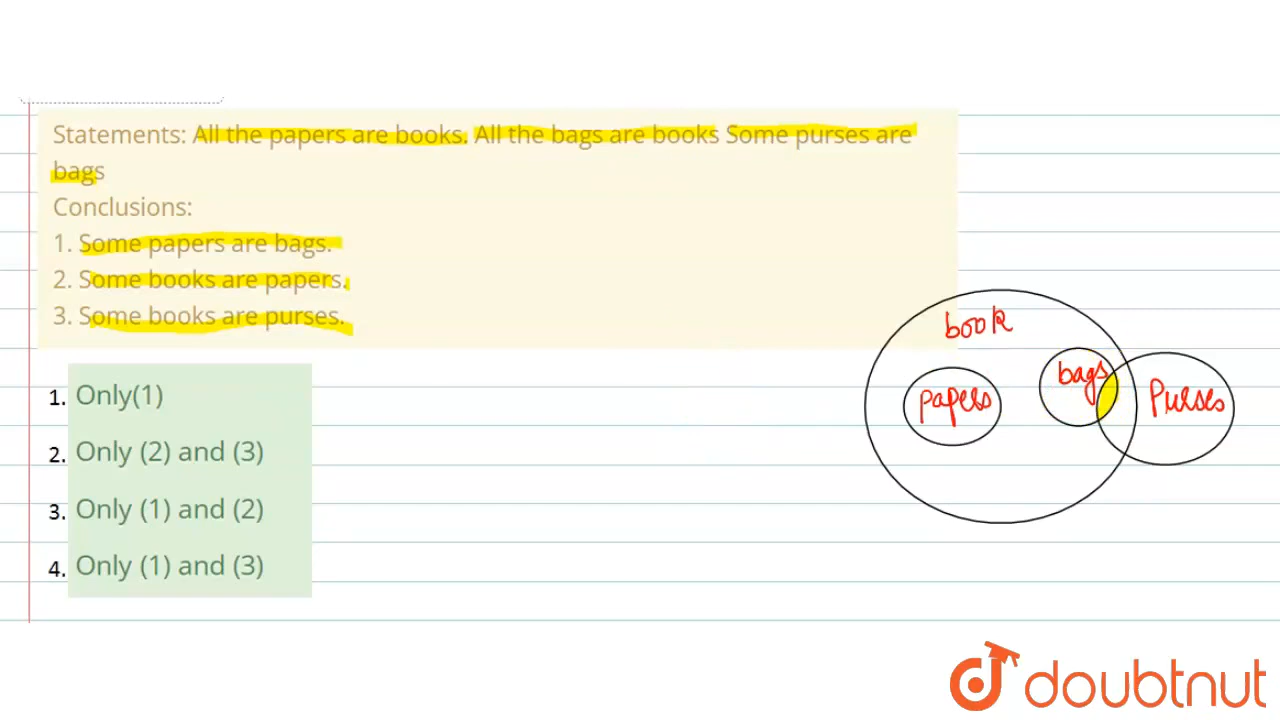 Statements: All the papers are books. All the bags are books Some purses are
bags
Conclusions:
1. Some papers are bags.
2. Some books are papers.
3. Some books are purses.
1. Only(1)
2. Only (2) and (3)
3. Only (1) and (2)
4. Only (1) and (3)
book
papers
bags
Purses
doubtnut